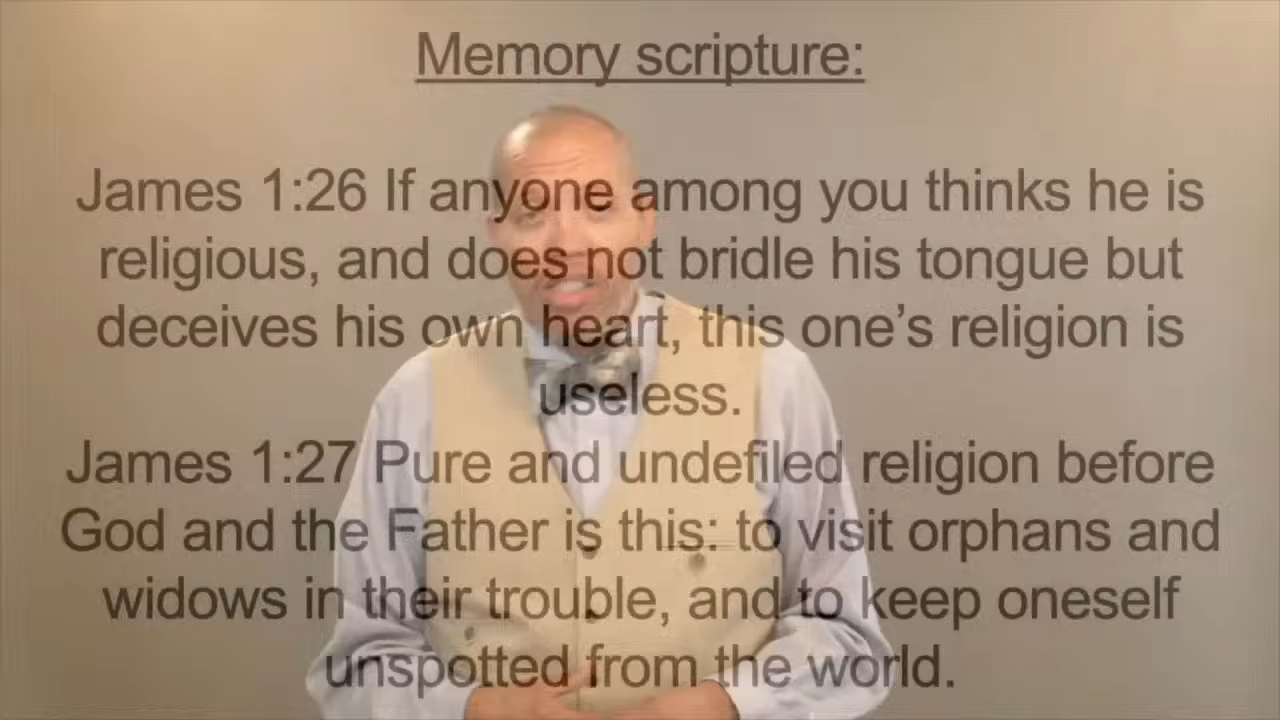 Memory scripture:
James 1:26 If anyone among you thinks he is
religious, and does not bridle his tongue but
deceives his own heart, this one’s religion is
useless.
James 1:27 Pure and undefiled religion before
God and the Father is this: to visit orphans and
widows in their trouble, and to keep oneself
unspotted from the world.